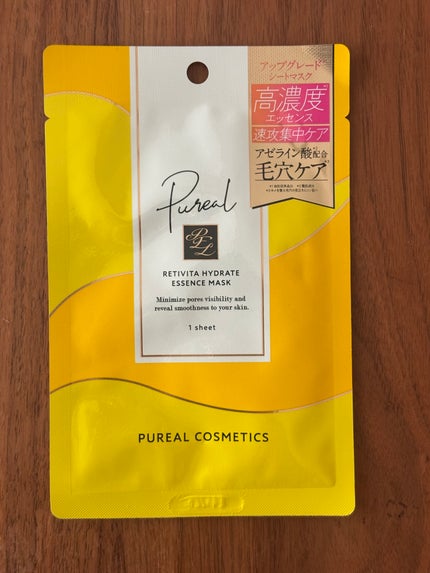 アップグレード
シートマスク
高濃度
エッセンス
速攻集中ケア
アゼライン酸配合
毛穴ケア
Pureal
PEL
RETIVITA HYDRATE
ESSENCE MASK
Minimize pores visibility and
reveal smoothness to your skin.
1 sheet
PUREAL COSMETICS